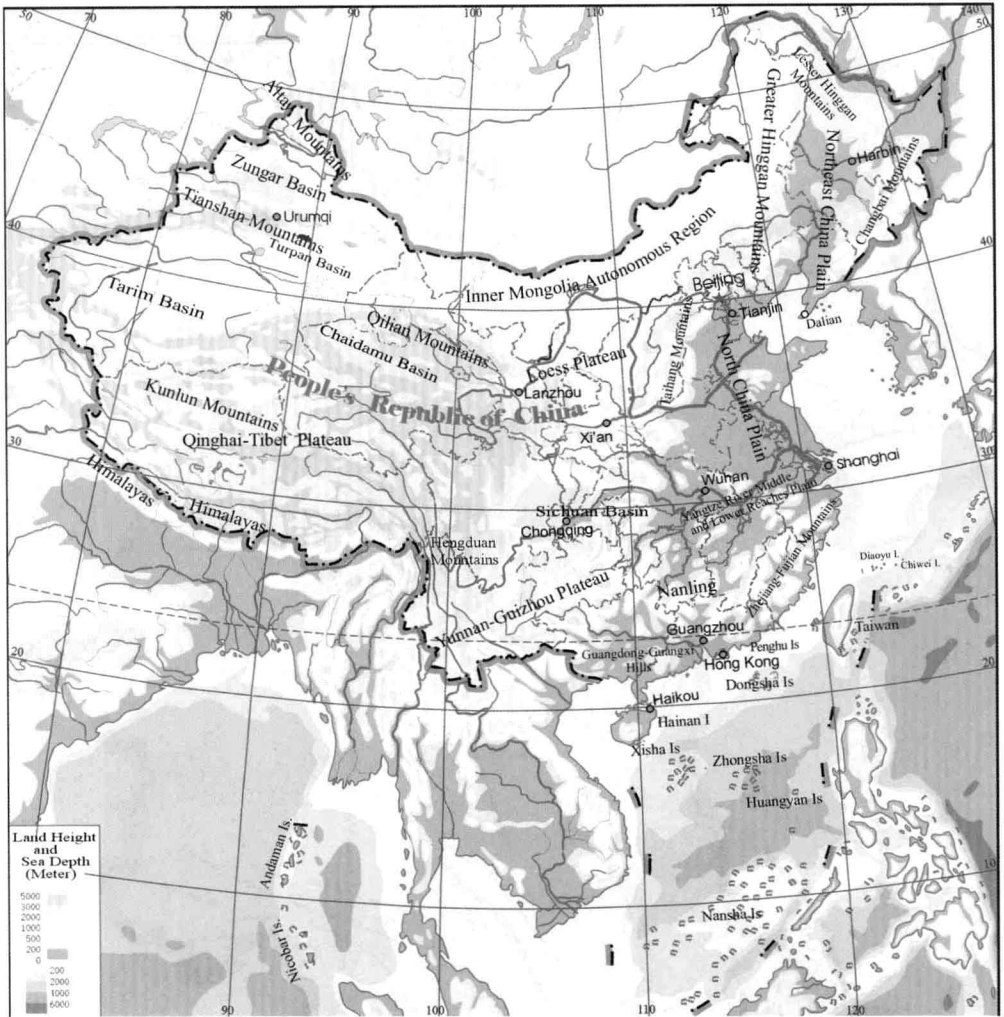 50
70
80
90
100
110
120
130
140
50
Altay Mountains
Zungar Basin
Tianshan Mountains
Urumqi
Turpan Basin
Tarim Basin
Lesser Hinggan
Mountains
Greater Hinggan Mountains
Northeast China Plain
Harbin
Changbai Mountains
40
40
Inner Mongolia Autonomous Region
Beijing
Tianjin
Dalian
Qihan Mountains
Chaidamu Basin
Loess Plateau
Taihang Mountains
North China Plain
Lanzhou
People's Republic of China
Kunlun Mountains
Qinghai-Tibet Plateau
Xi'an
30
30
Himalayas
Himalayas
Shanghai
Wuhan
Yangtze River Middle
and Lower Reaches Plain
Sichuan Basin
Chongqing
Hengduan
Mountains
Zhejiang-Fujian Mountains
Diaoyu I.
Chiwei I.
Yunnan-Guizhou Plateau
Nanling
Taiwan
Guangzhou
Guangdong-Guangxi
Hills
Penghu Is
Hong Kong
Dongsha Is
20
20
Haikou
Hainan I
Xisha Is
Zhongsha Is
Huangyan Is
Land Height
and
Sea Depth
(Meter)
5000
3000
2000
1000
500
200
0
200
2000
1000
6000
Andaman Is.
Nicobar Is.
Nansha Is
10
90
100
110
120